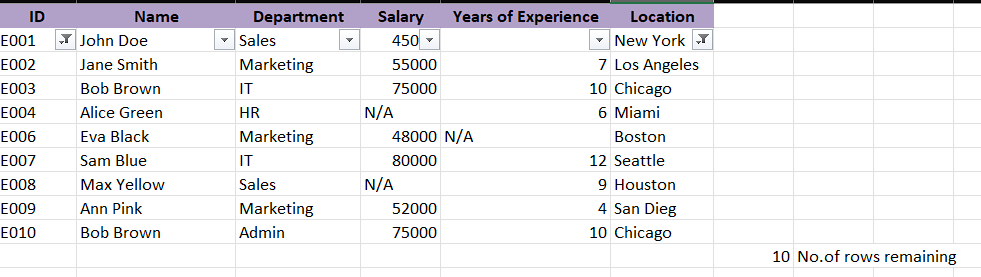 ID Name Department Salary Years of Experience Location
E001 John Doe Sales 450 New York
E002 Jane Smith Marketing 55000 7 Los Angeles
E003 Bob Brown IT 75000 10 Chicago
E004 Alice Green HR N/A 6 Miami
E006 Eva Black Marketing 48000 N/A Boston
E007 Sam Blue IT 80000 12 Seattle
E008 Max Yellow Sales N/A 9 Houston
E009 Ann Pink Marketing 52000 4 San Dieg
E010 Bob Brown Admin 75000 10 Chicago
10 No.of rows remaining